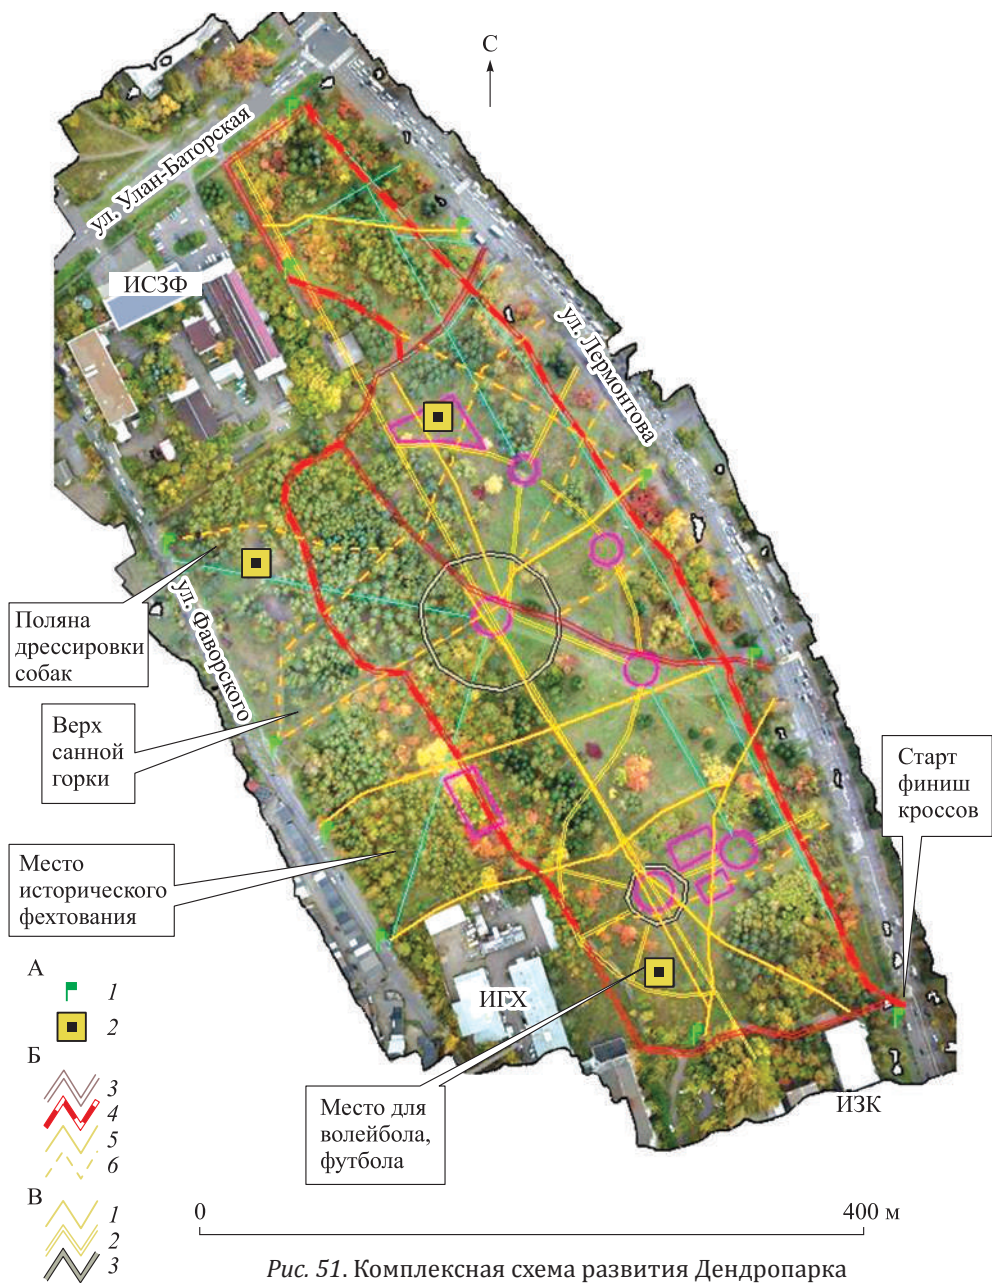 С
ул. Улан-Баторская
ИСЗФ
ул. Лермонтова
ул. Фаворского
Поляна
дрессировки
собак
Верх
санной
горки
Старт
финиш
кроссов
Место
исторического
фехтования
ИГХ
ИЗК
Место для
волейбола,
футбола
А
1
2
Б
3
4
5
6
В
1
2
3
0
400 м
Рис. 51. Комплексная схема развития Дендропарка